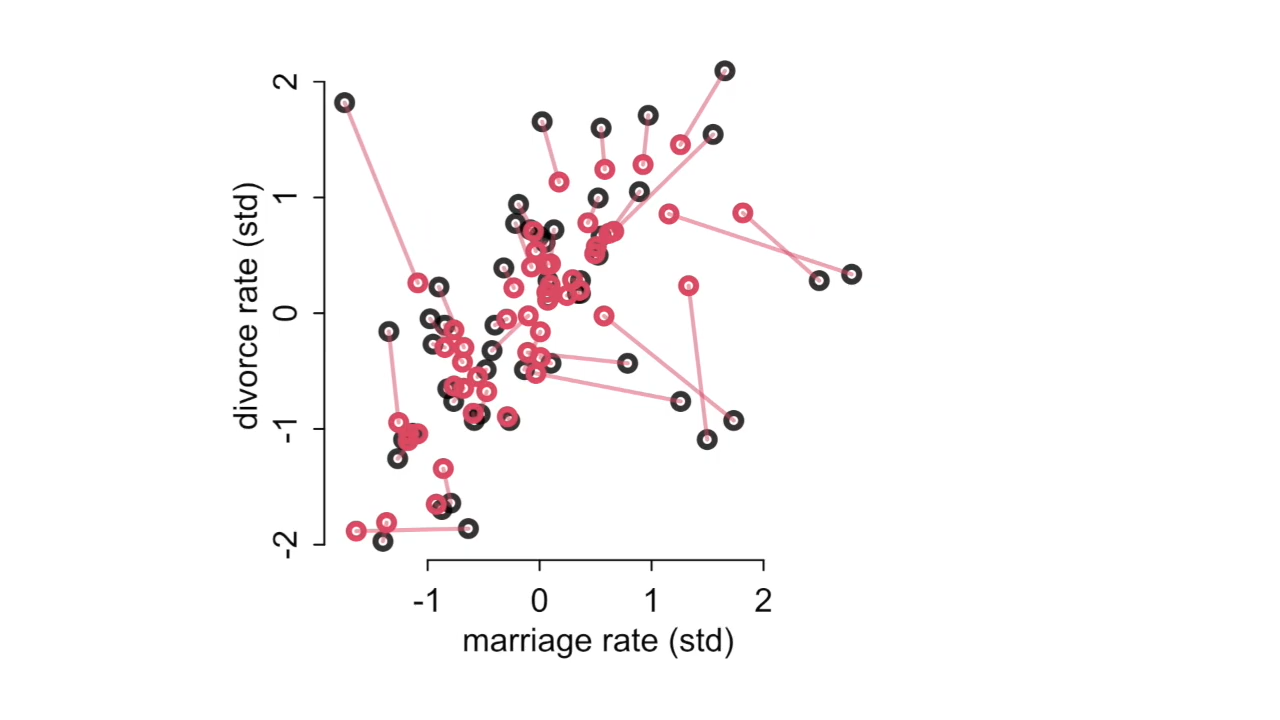 divorce rate (std)
2
1
0
-1
-2
-1 0 1 2
marriage rate (std)